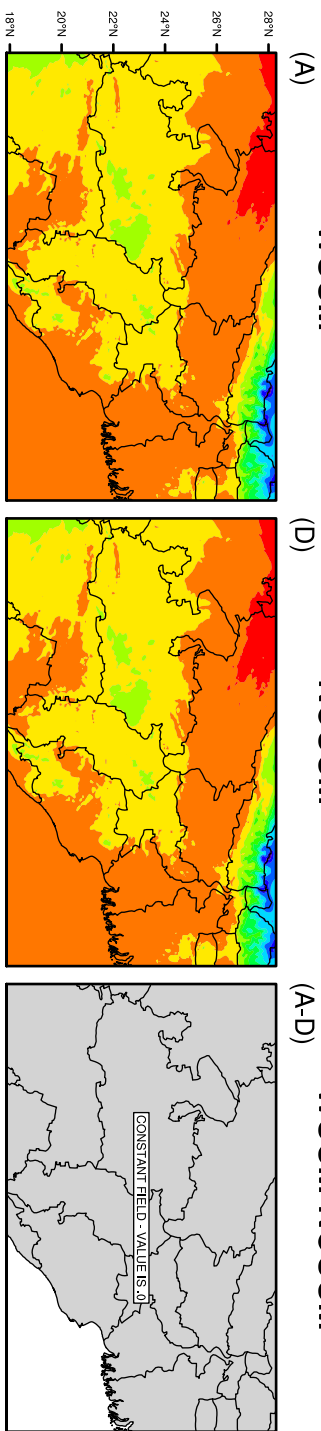 (A)
(D)
(A-D)
28°N
26°N
24°N
22°N
20°N
18°N
CONSTANT FIELD - VALUE IS .0